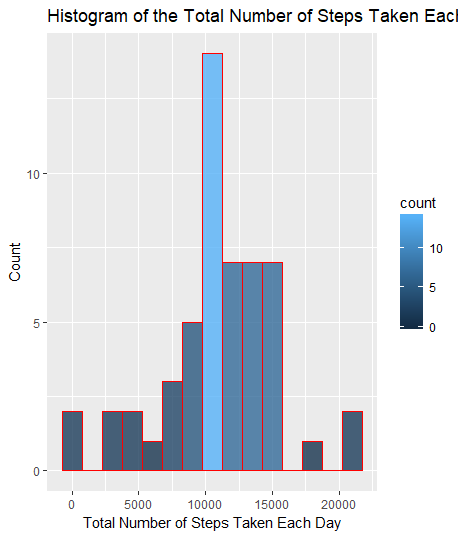 Histogram of the Total Number of Steps Taken Eacl
count
10
5
0
Count
10
5
0
0
5000
10000
15000
20000
Total Number of Steps Taken Each Day